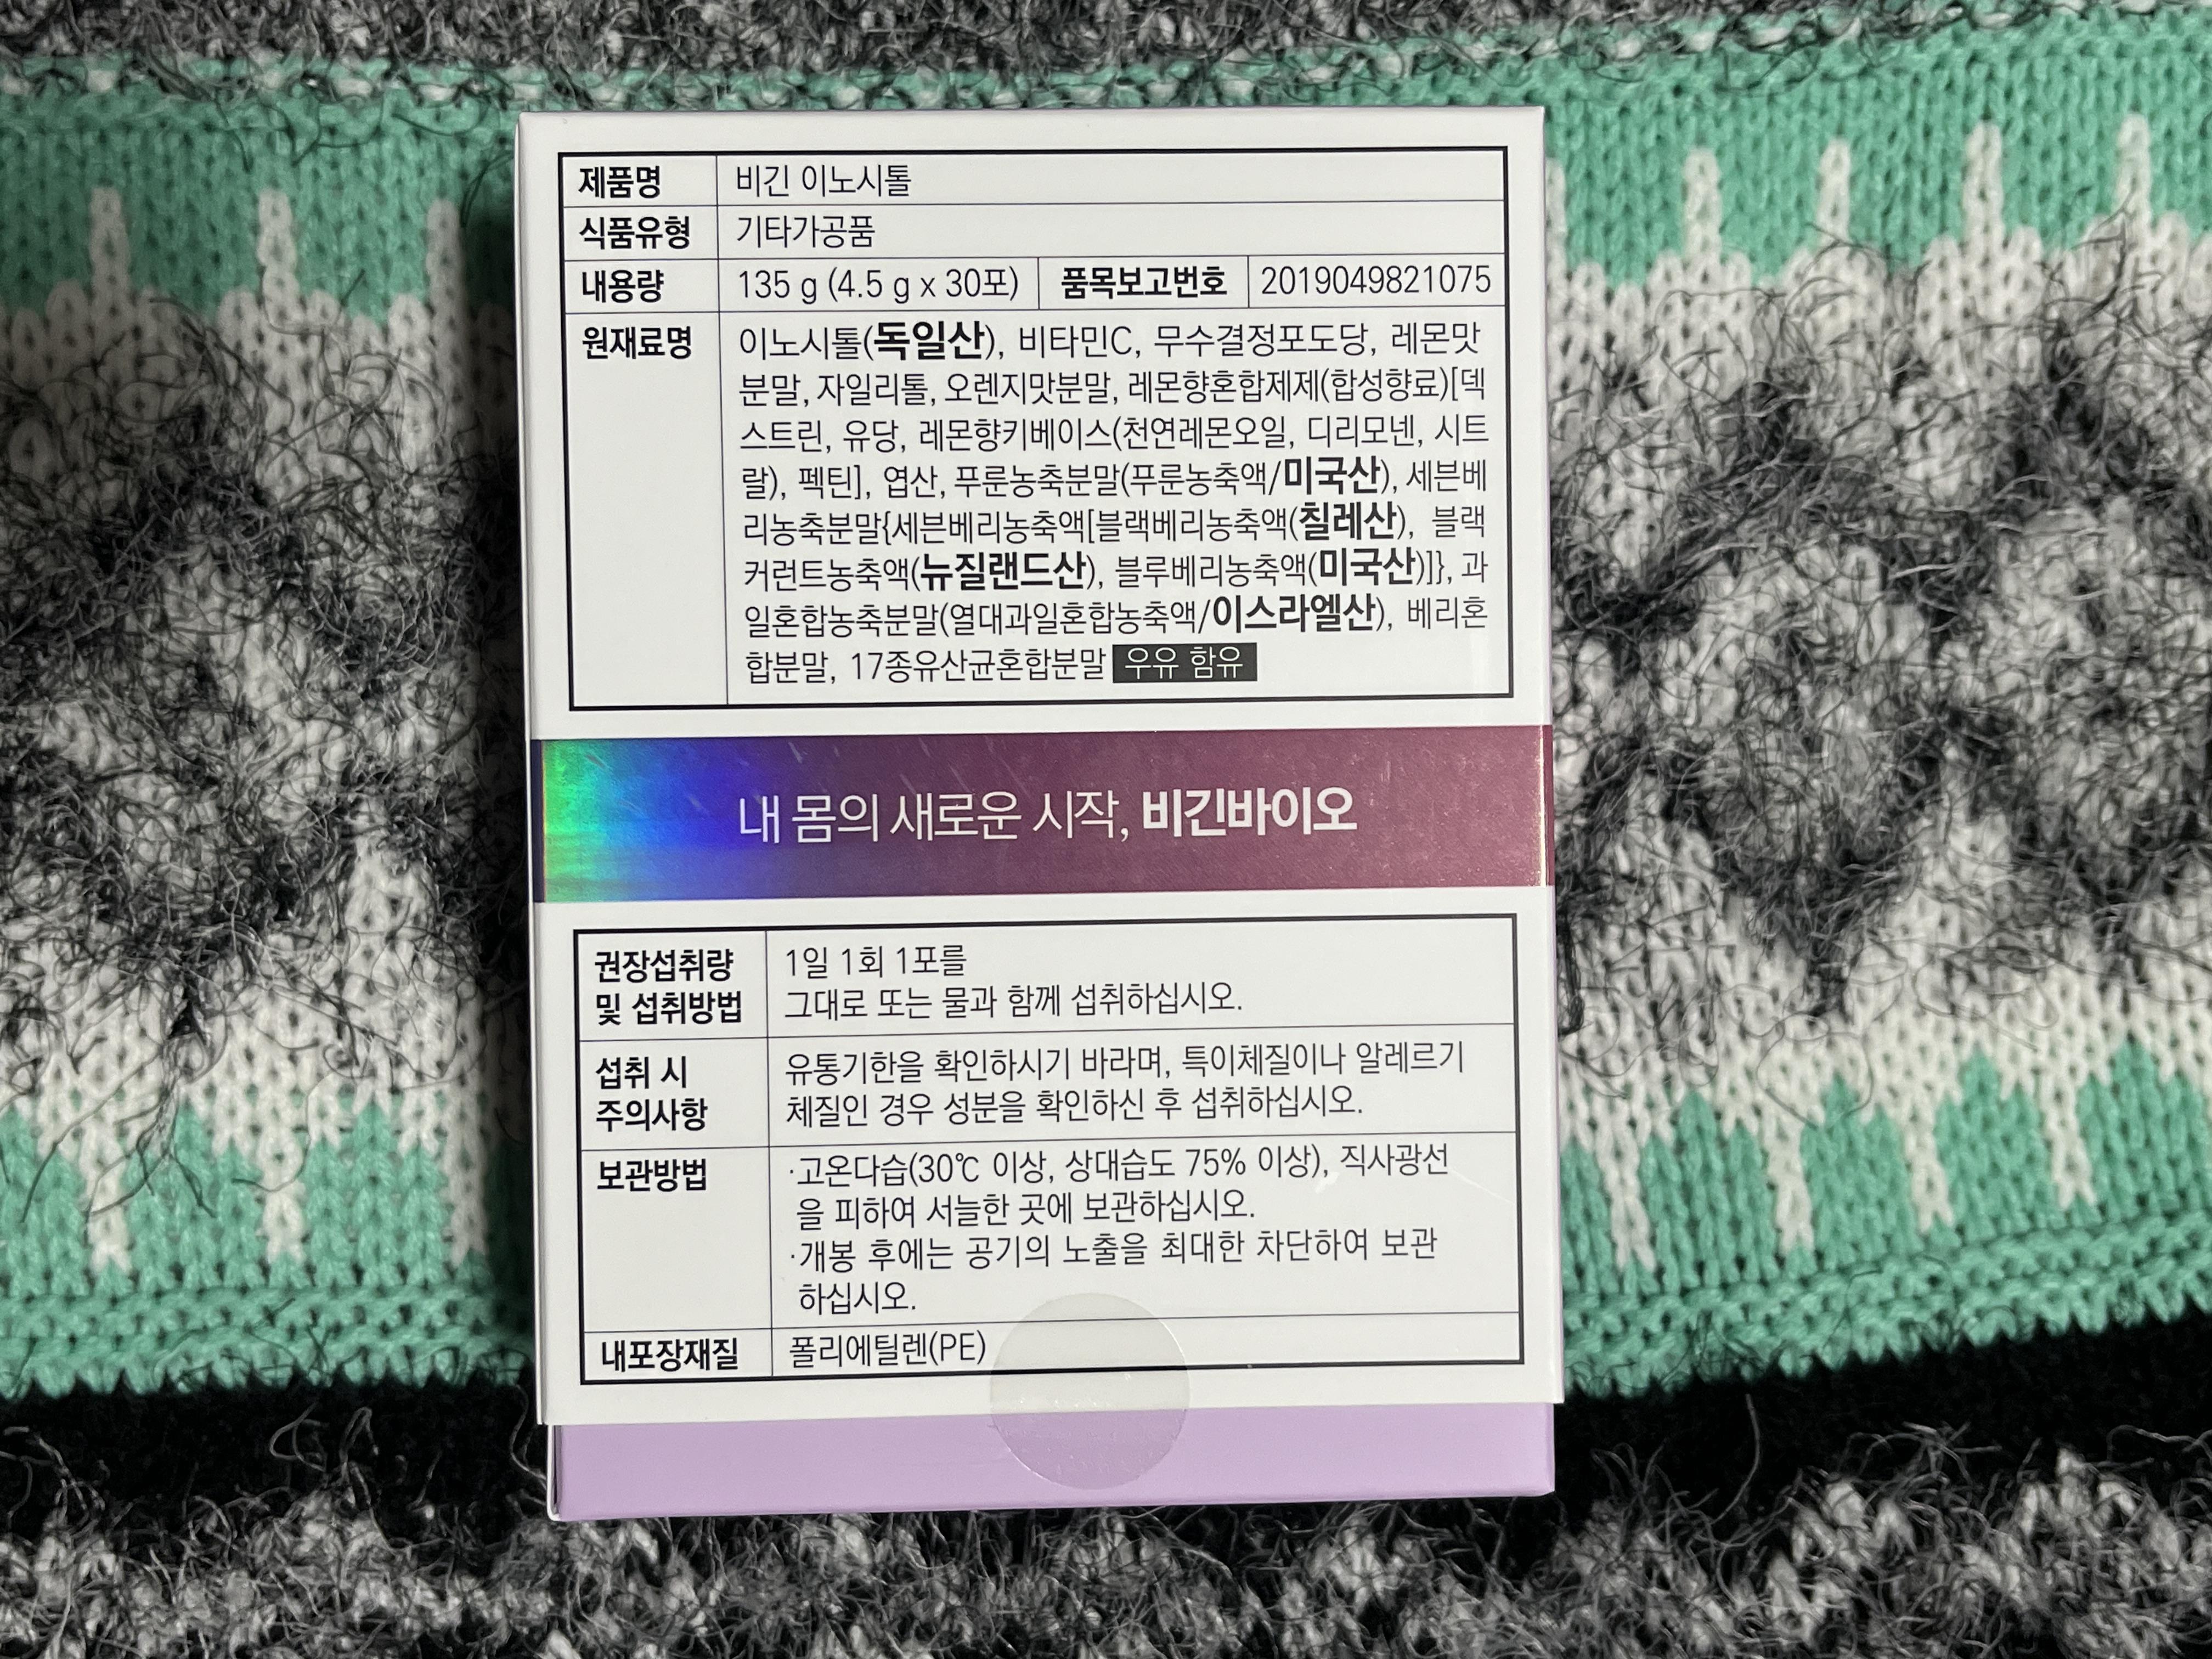 제품명 비긴 이노시톨
식품유형 기타가공품
내용량 135 g (4.5 g x 30포) 품목보고번호 2019049821075
원재료명 이노시톨(독일산), 비타민C, 무수결정포도당, 레몬맛
분말, 자일리톨, 오렌지맛분말, 레몬향혼합제제(합성향료)[덱
스트린, 유당, 레몬향키베이스(천연레몬오일, 디리모넨, 시트
랄), 펙틴], 엽산, 푸룬농축분말(푸룬농축액/미국산), 세븐베
리농축분말{세븐베리농축액[블랙베리농축액(칠레산), 블랙
커런트농축액(뉴질랜드산), 블루베리농축액(미국산)]}, 과
일혼합농축분말(열대과일혼합농축액/이스라엘산), 베리혼
합분말, 17종유산균혼합분말 우유 함유
내 몸의 새로운 시작, 비긴바이오
권장섭취량 1일 1회 1포를
및 섭취방법 그대로 또는 물과 함께 섭취하십시오.
섭취 시 유통기한을 확인하시기 바라며, 특이체질이나 알레르기
주의사항 체질인 경우 성분을 확인하신 후 섭취하십시오.
보관방법 ·고온다습(30℃ 이상, 상대습도 75% 이상), 직사광선
을 피하여 서늘한 곳에 보관하십시오.
·개봉 후에는 공기의 노출을 최대한 차단하여 보관
하십시오.
내포장재질 폴리에틸렌(PE)